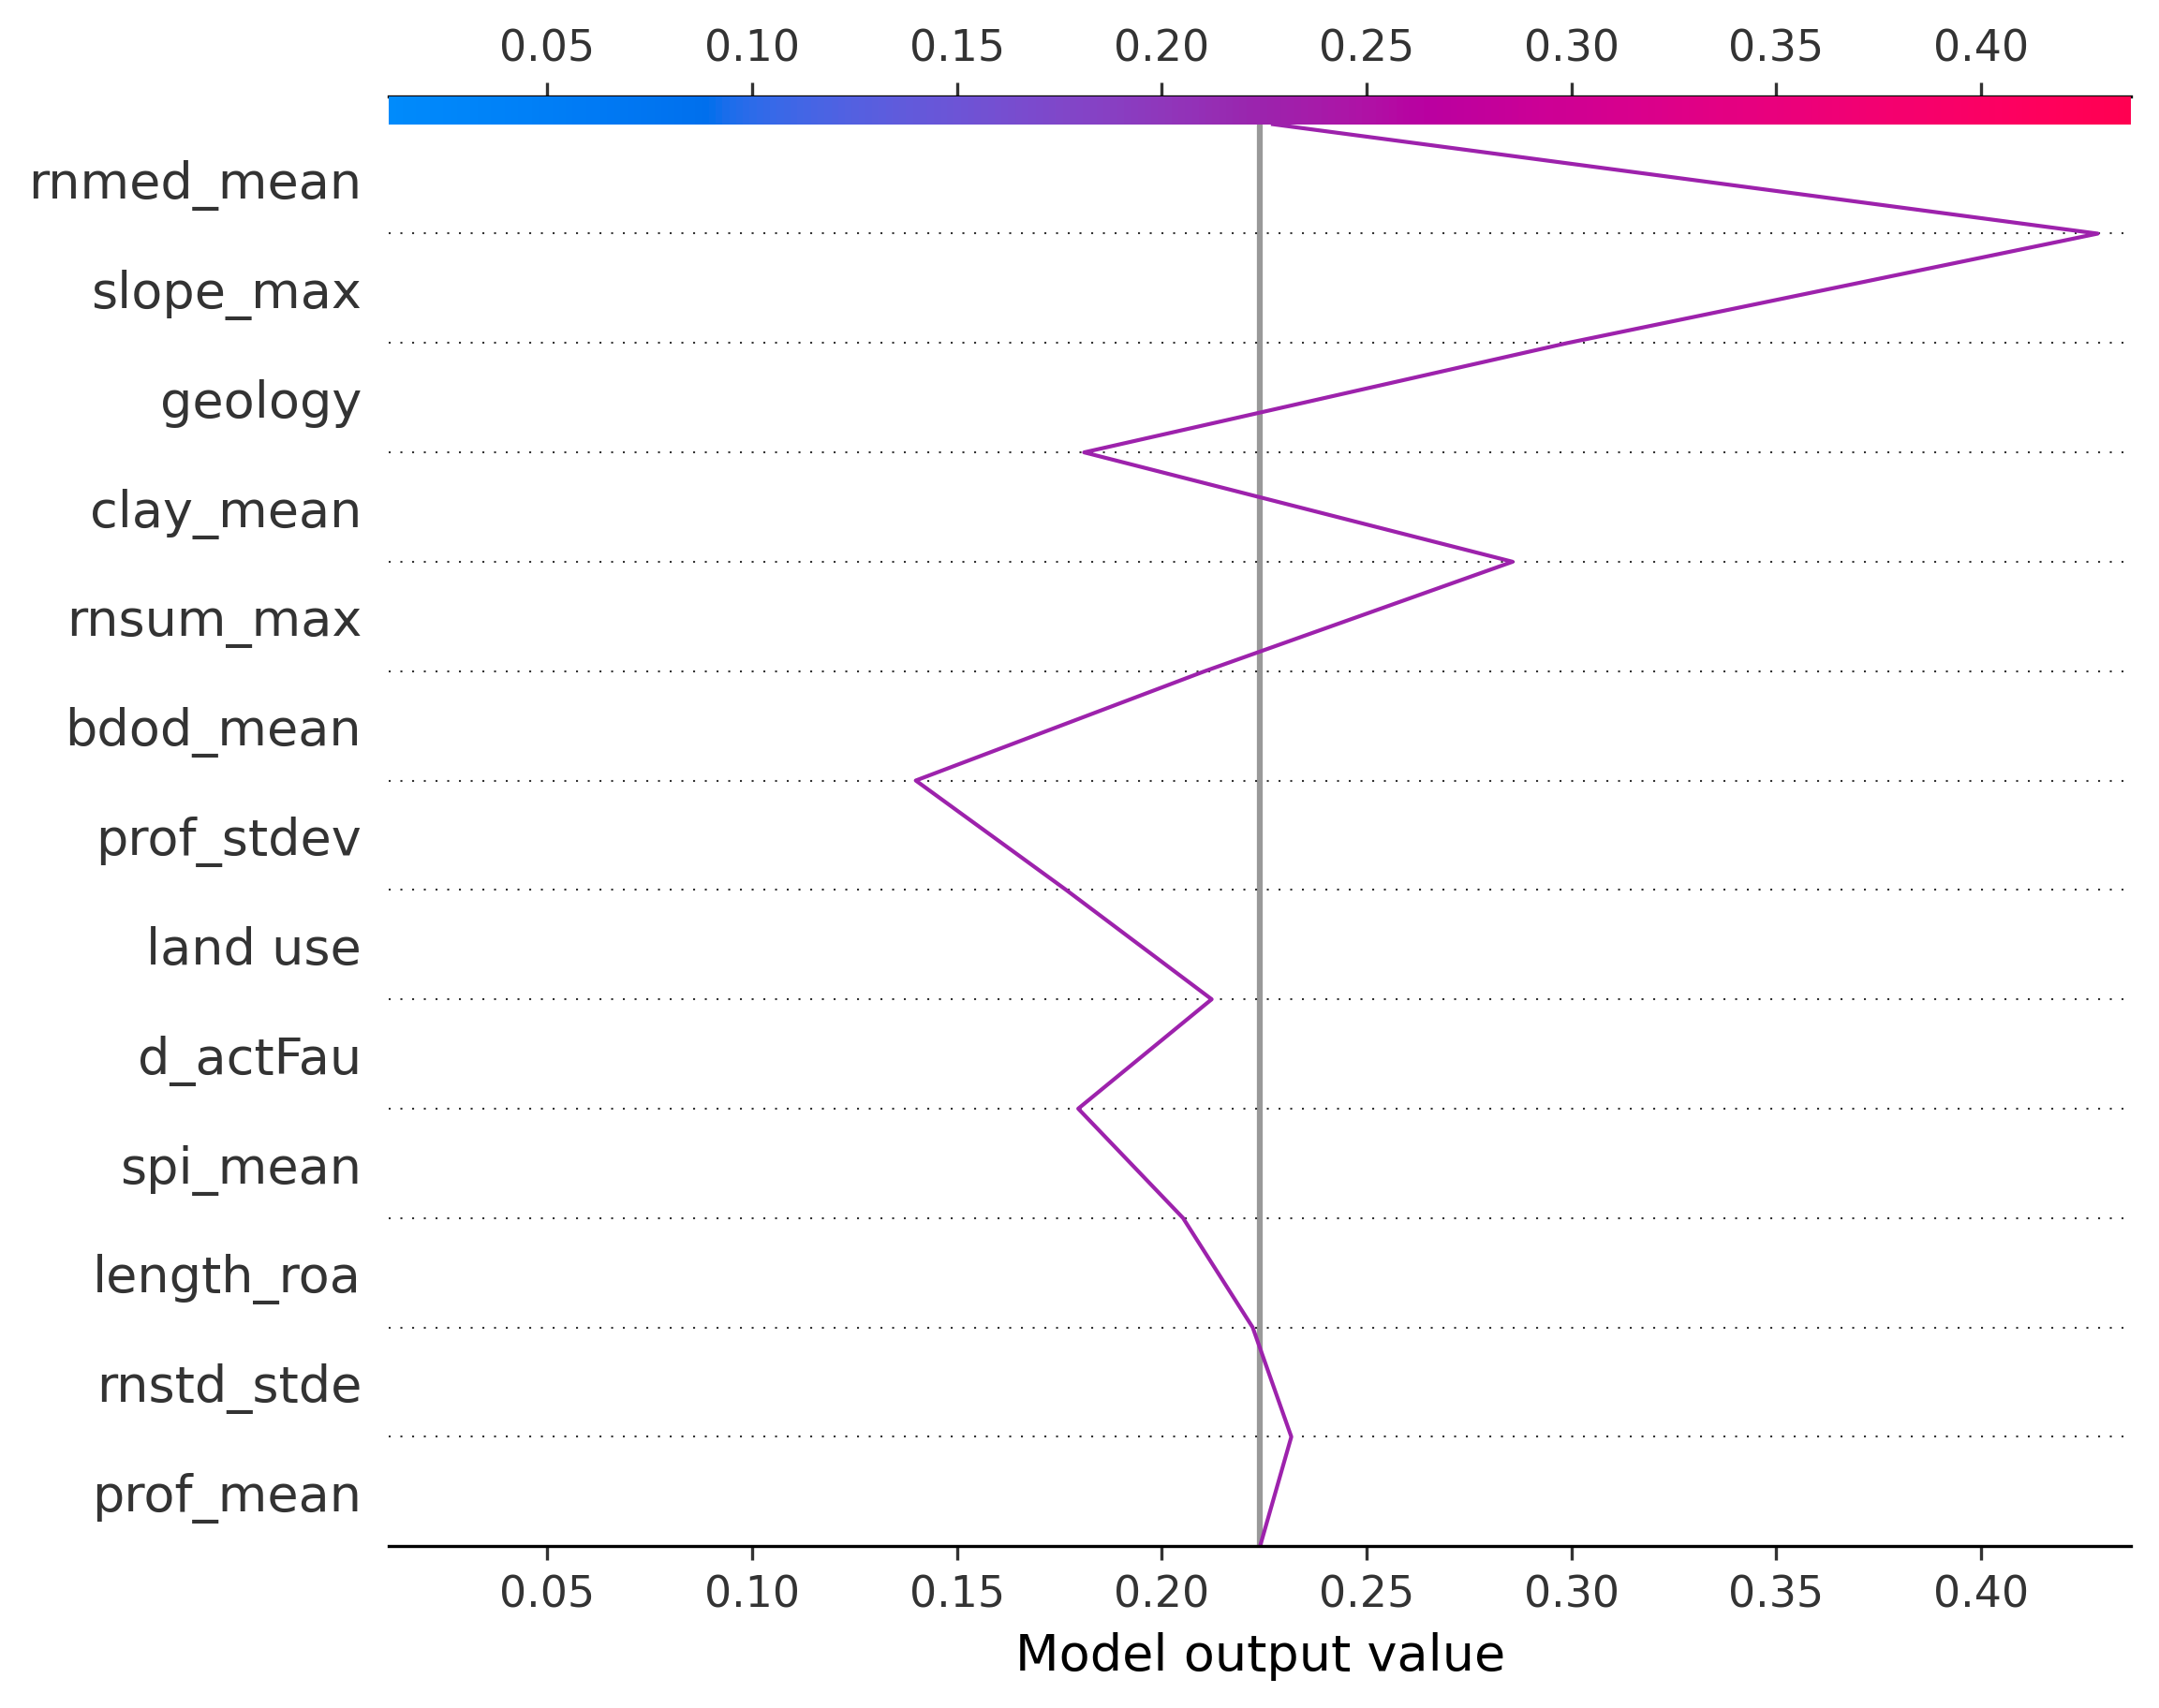 0.05 0.10 0.15 0.20 0.25 0.30 0.35 0.40
rnmed_mean
slope_max
geology
clay_mean
rnsum_max
bdod_mean
prof_stdev
land use
d_actFau
spi_mean
length_roa
rnstd_stde
prof_mean
0.05 0.10 0.15 0.20 0.25 0.30 0.35 0.40
Model output value